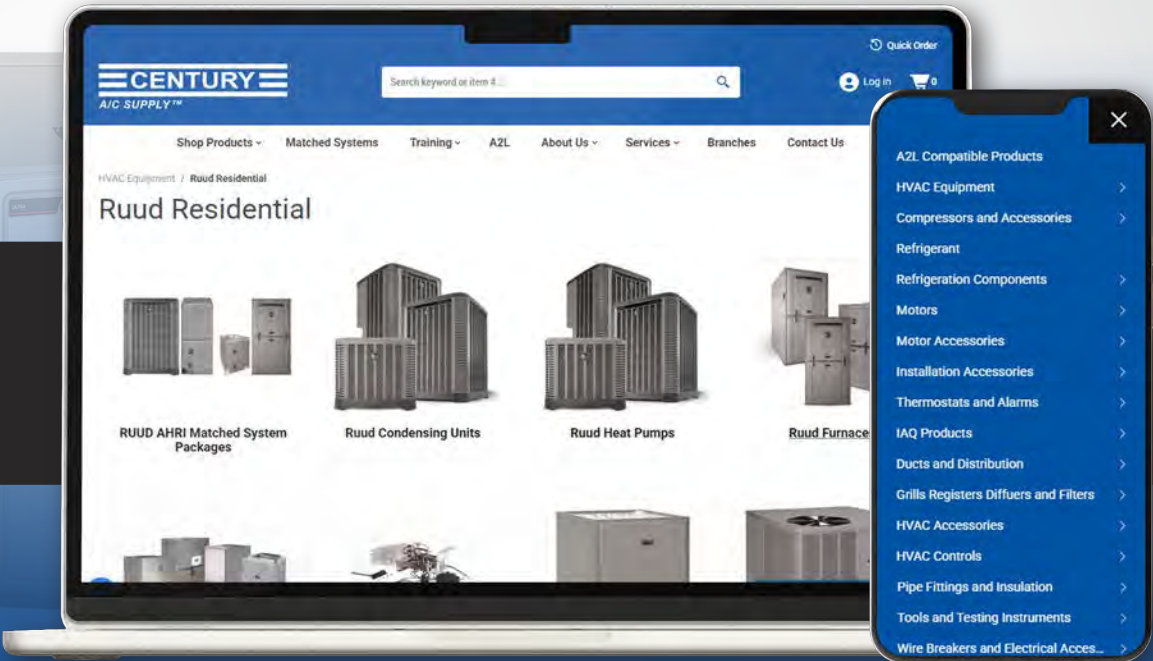 Quick Order
CENTURY
A/C SUPPLY™
Search keyword or item #...
Log in
0
Shop Products
Matched Systems
Training
A2L
About Us
Services
Branches
Contact Us
HVAC Equipment / Ruud Residential
Ruud Residential
RUUD AHRI Matched System
Packages
Ruud Condensing Units
Ruud Heat Pumps
Ruud Furnace
A2L Compatible Products
HVAC Equipment
Compressors and Accessories
Refrigerant
Refrigeration Components
Motors
Motor Accessories
Installation Accessories
Thermostats and Alarms
IAQ Products
Ducts and Distribution
Grills Registers Diffuers and Filters
HVAC Accessories
HVAC Controls
Pipe Fittings and Insulation
Tools and Testing Instruments
Wire Breakers and Electrical Acces...